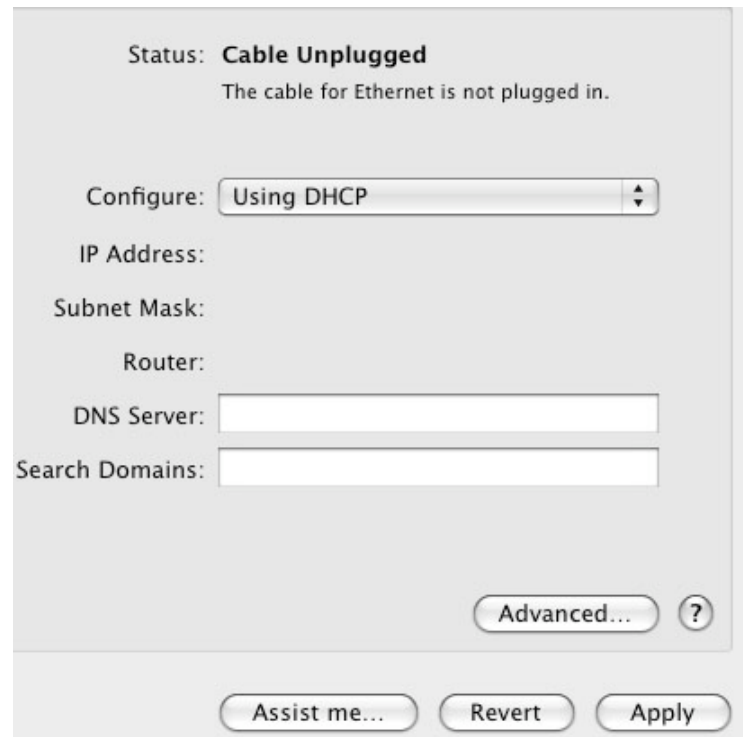 Status: Cable Unplugged
The cable for Ethernet is not plugged in.
Configure: Using DHCP
IP Address:
Subnet Mask:
Router:
DNS Server:
Search Domains:
Advanced... ?
Assist me... Revert Apply